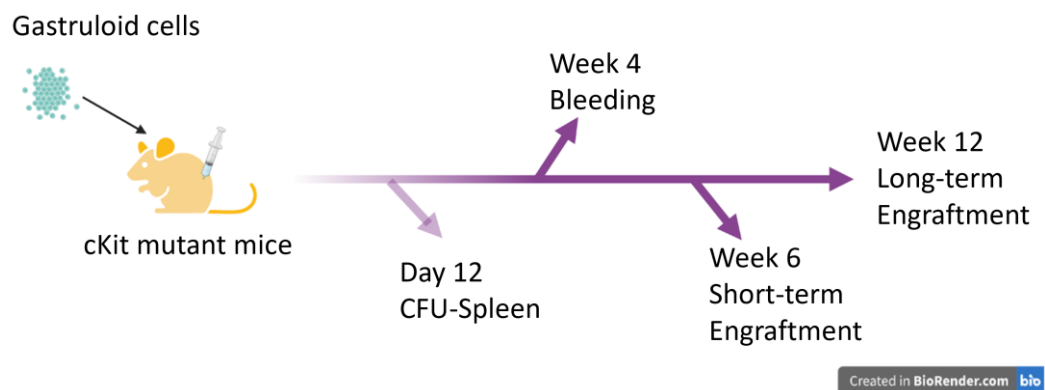 Gastruloid cells
cKit mutant mice
Day 12
CFU-Spleen
Week 4
Bleeding
Week 6
Short-term
Engraftment
Week 12
Long-term
Engraftment
Created in BioRender.com bio